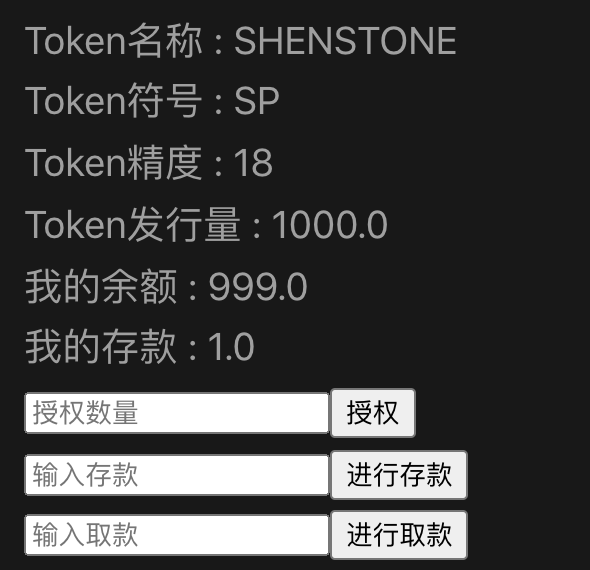 Token名称 : SHENSTONE
Token符号 : SP
Token精度 : 18
Token发行量 : 1000.0
我的余额 : 999.0
我的存款 : 1.0
授权数量 授权
输入存款 进行存款
输入取款 进行取款